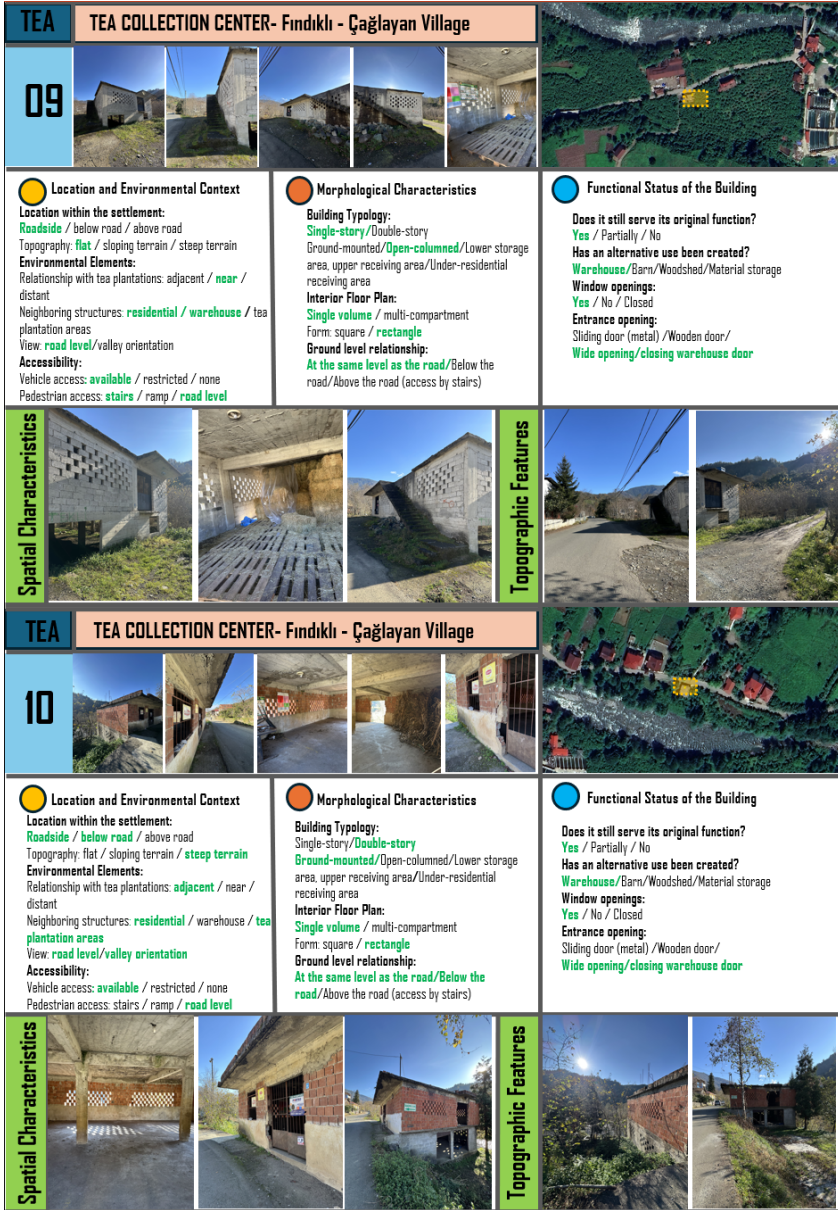 TEA
TEA COLLECTION CENTER- Fındıklı - Çağlayan Village
09
Location and Environmental Context
Location within the settlement:
Roadside / below road / above road
Topography: flat / sloping terrain / steep terrain
Environmental Elements:
Relationship with tea plantations: adjacent / near /
distant
Neighboring structures: residential / warehouse / tea
plantation areas
View: road level/valley orientation
Accessibility:
Vehicle access: available / restricted / none
Pedestrian access: stairs / ramp / road level
Morphological Characteristics
Building Typology:
Single-story/Double-story
Ground-mounted/Open-columned/Lower storage
area, upper receiving area/Under-residential
receiving area
Interior Floor Plan:
Single volume / multi-compartment
Form: square / rectangle
Ground level relationship:
At the same level as the road/Below the
road/Above the road (access by stairs)
Functional Status of the Building
Does it still serve its original function?
Yes / Partially / No
Has an alternative use been created?
Warehouse/Barn/Woodshed/Material storage
Window openings:
Yes / No / Closed
Entrance opening:
Sliding door (metal) /Wooden door/
Wide opening/closing warehouse door
Spatial Characteristics
Topographic Features
TEA
TEA COLLECTION CENTER- Fındıklı - Çağlayan Village
10
Location and Environmental Context
Location within the settlement:
Roadside / below road / above road
Topography: flat / sloping terrain / steep terrain
Environmental Elements:
Relationship with tea plantations: adjacent / near /
distant
Neighboring structures: residential / warehouse / tea
plantation areas
View: road level/valley orientation
Accessibility:
Vehicle access: available / restricted / none
Pedestrian access: stairs / ramp / road level
Morphological Characteristics
Building Typology:
Single-story/Double-story
Ground-mounted/Open-columned/Lower storage
area, upper receiving area/Under-residential
receiving area
Interior Floor Plan:
Single volume / multi-compartment
Form: square / rectangle
Ground level relationship:
At the same level as the road/Below the
road/Above the road (access by stairs)
Functional Status of the Building
Does it still serve its original function?
Yes / Partially / No
Has an alternative use been created?
Warehouse/Barn/Woodshed/Material storage
Window openings:
Yes / No / Closed
Entrance opening:
Sliding door (metal) /Wooden door/
Wide opening/closing warehouse door
Spatial Characteristics
Topographic Features